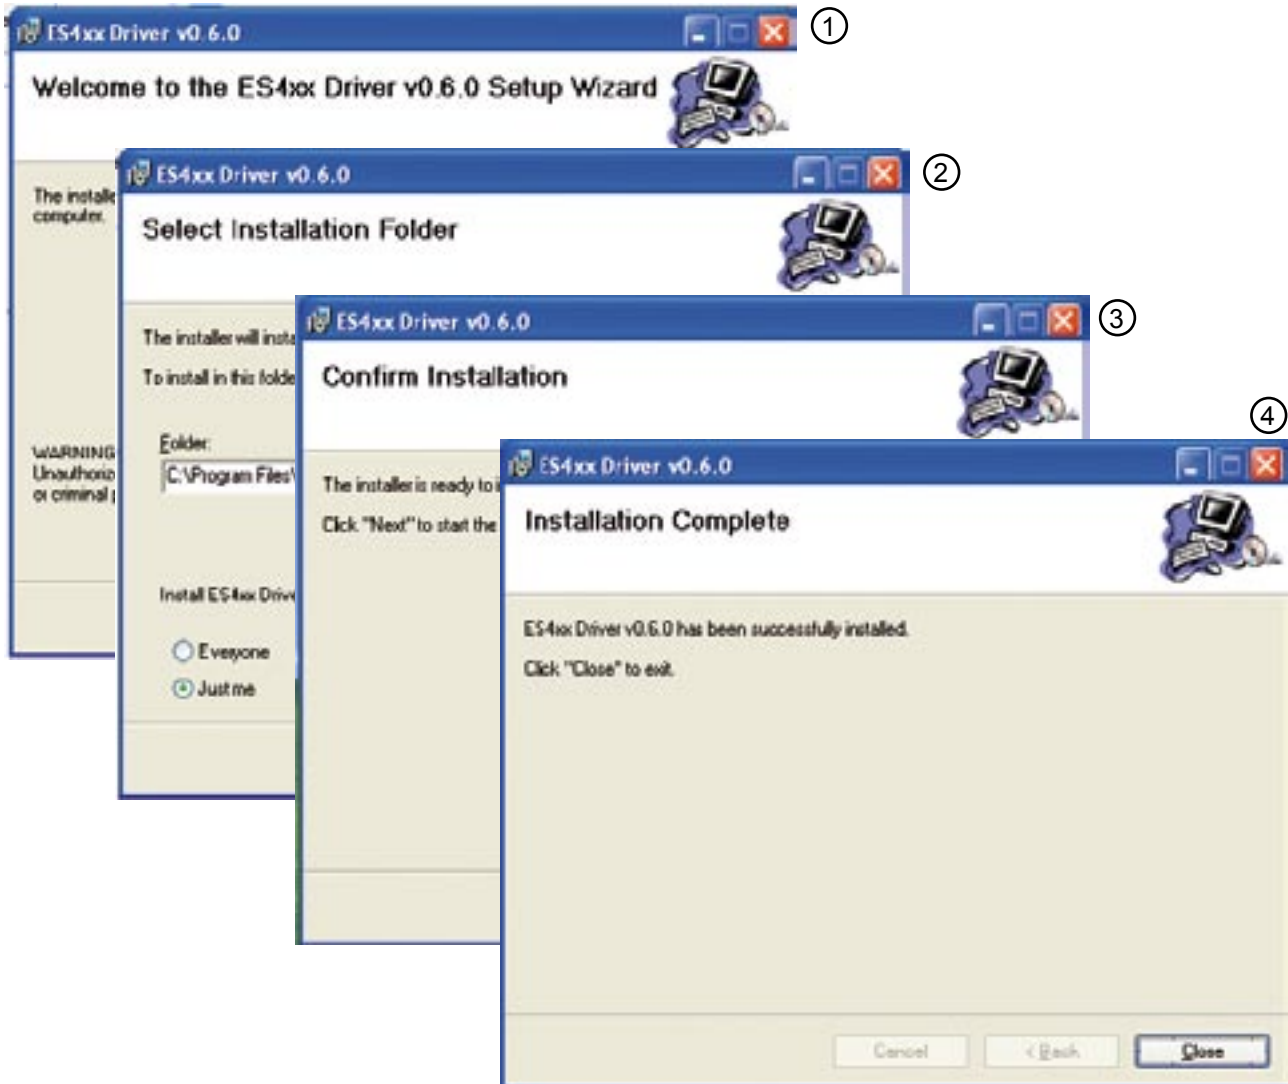 ES4xx Driver v0.6.0
①
Welcome to the ES4xx Driver v0.6.0 Setup Wizard
The installe
computer.
WARNING
Unauthoriz
or criminal p
ES4xx Driver v0.6.0
②
Select Installation Folder
The installer will insta
To install in this folde
Folder:
C:\Program Files\
Install ES4xx Drive
Everyone
Just me
ES4xx Driver v0.6.0
③
Confirm Installation
The installer is ready to i
Click "Next" to start the
④
ES4xx Driver v0.6.0
Installation Complete
ES4xx Driver v0.6.0 has been successfully installed.
Click "Close" to exit.
Cancel
< Back
Close